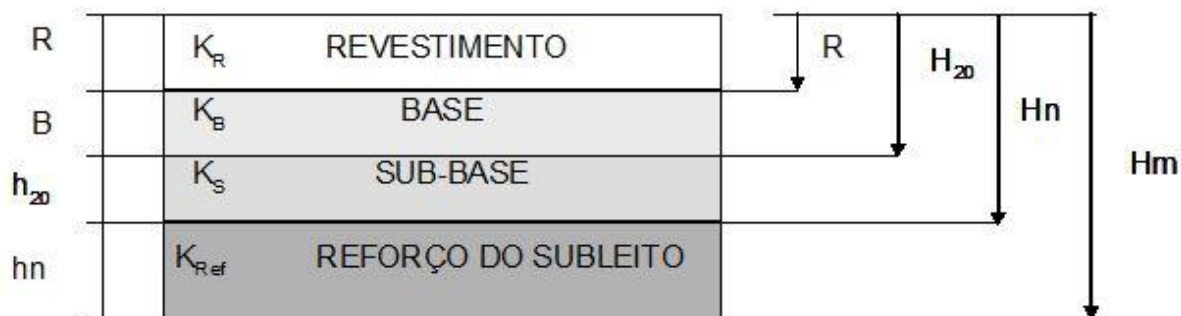 R K_R REVESTIMENTO R
B K_B BASE H_20
h_20 K_S SUB-BASE Hn
hn K_Ref REFORÇO DO SUBLEITO Hm